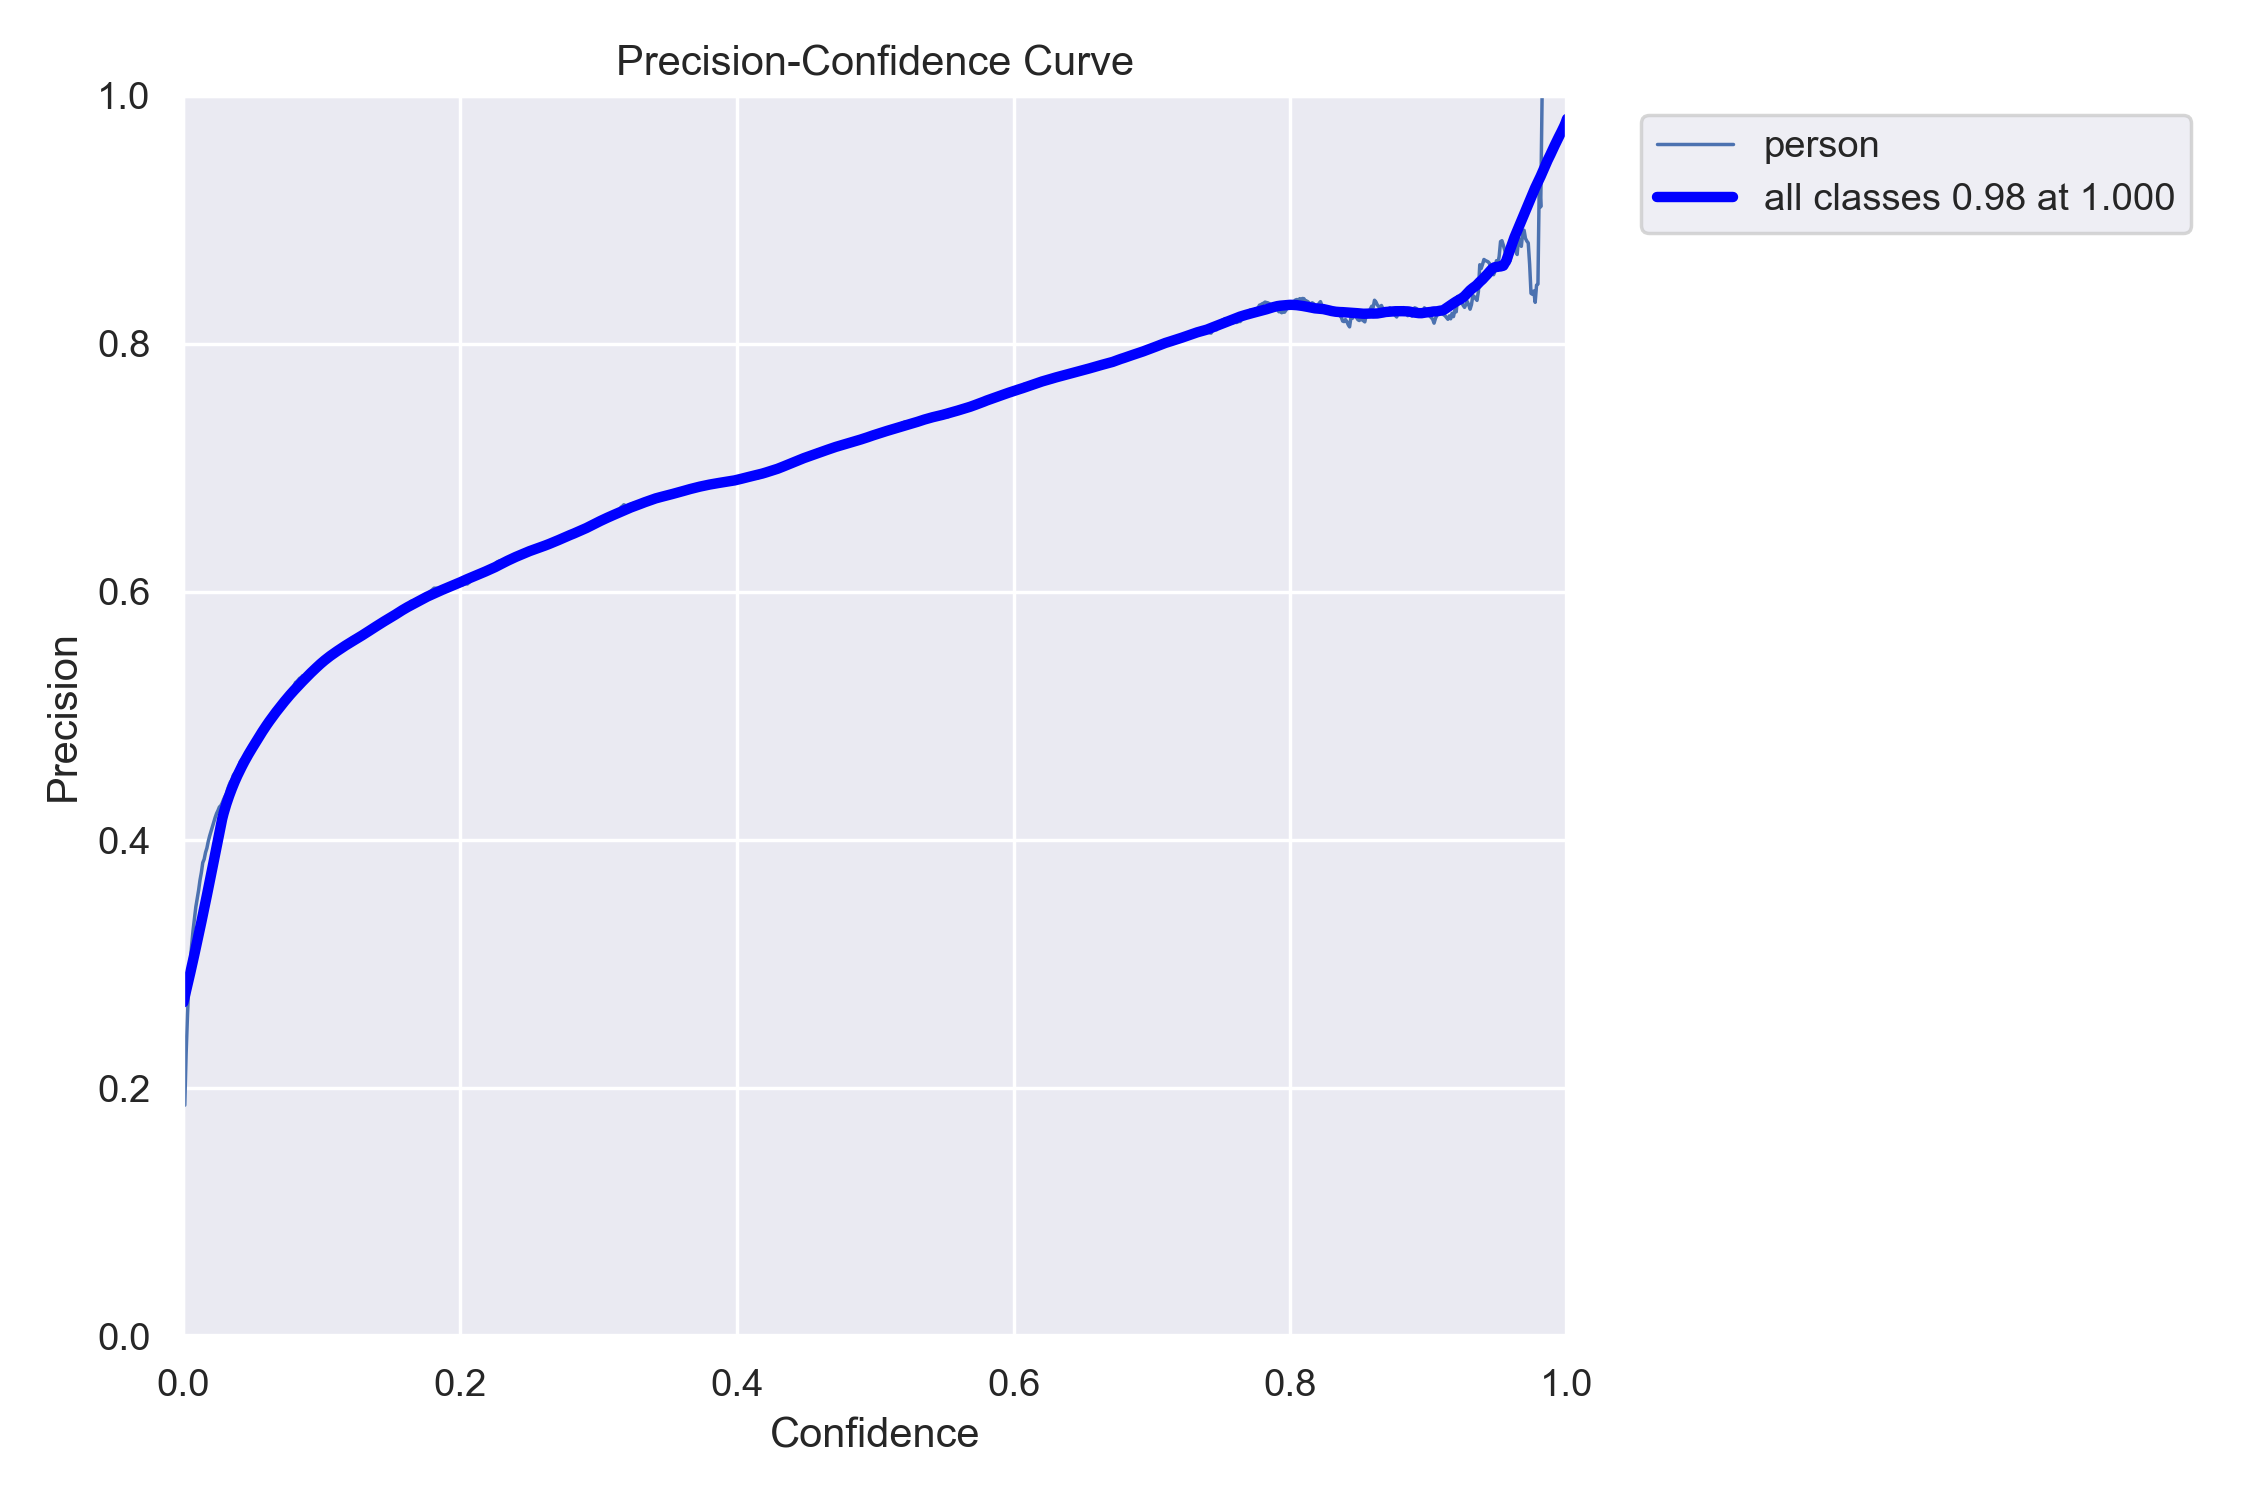 Precision-Confidence Curve
person
all classes 0.98 at 1.000
Precision
1.0
0.8
0.6
0.4
0.2
0.0
0.0 0.2 0.4 0.6 0.8 1.0
Confidence